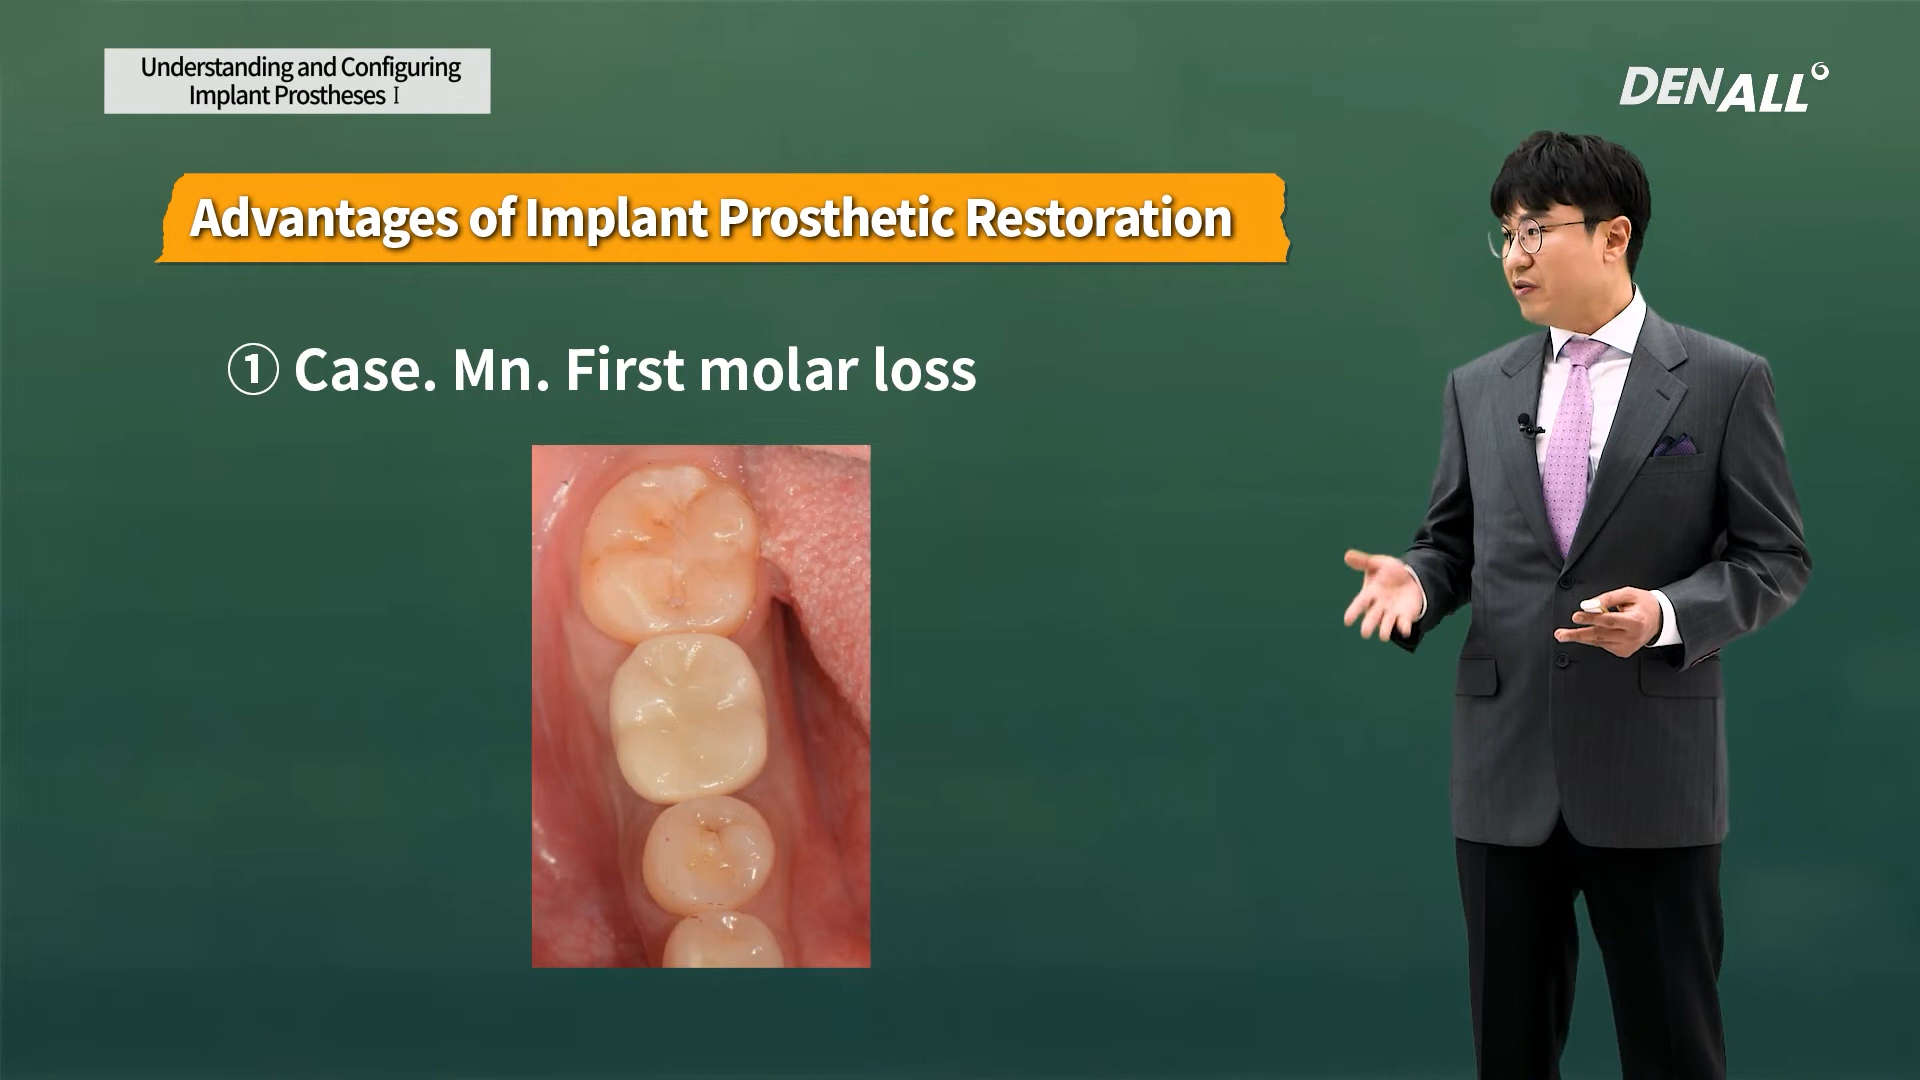 Understanding and Configuring
Implant Prostheses Ⅰ
DENALL
Advantages of Implant Prosthetic Restoration
① Case. Mn. First molar loss